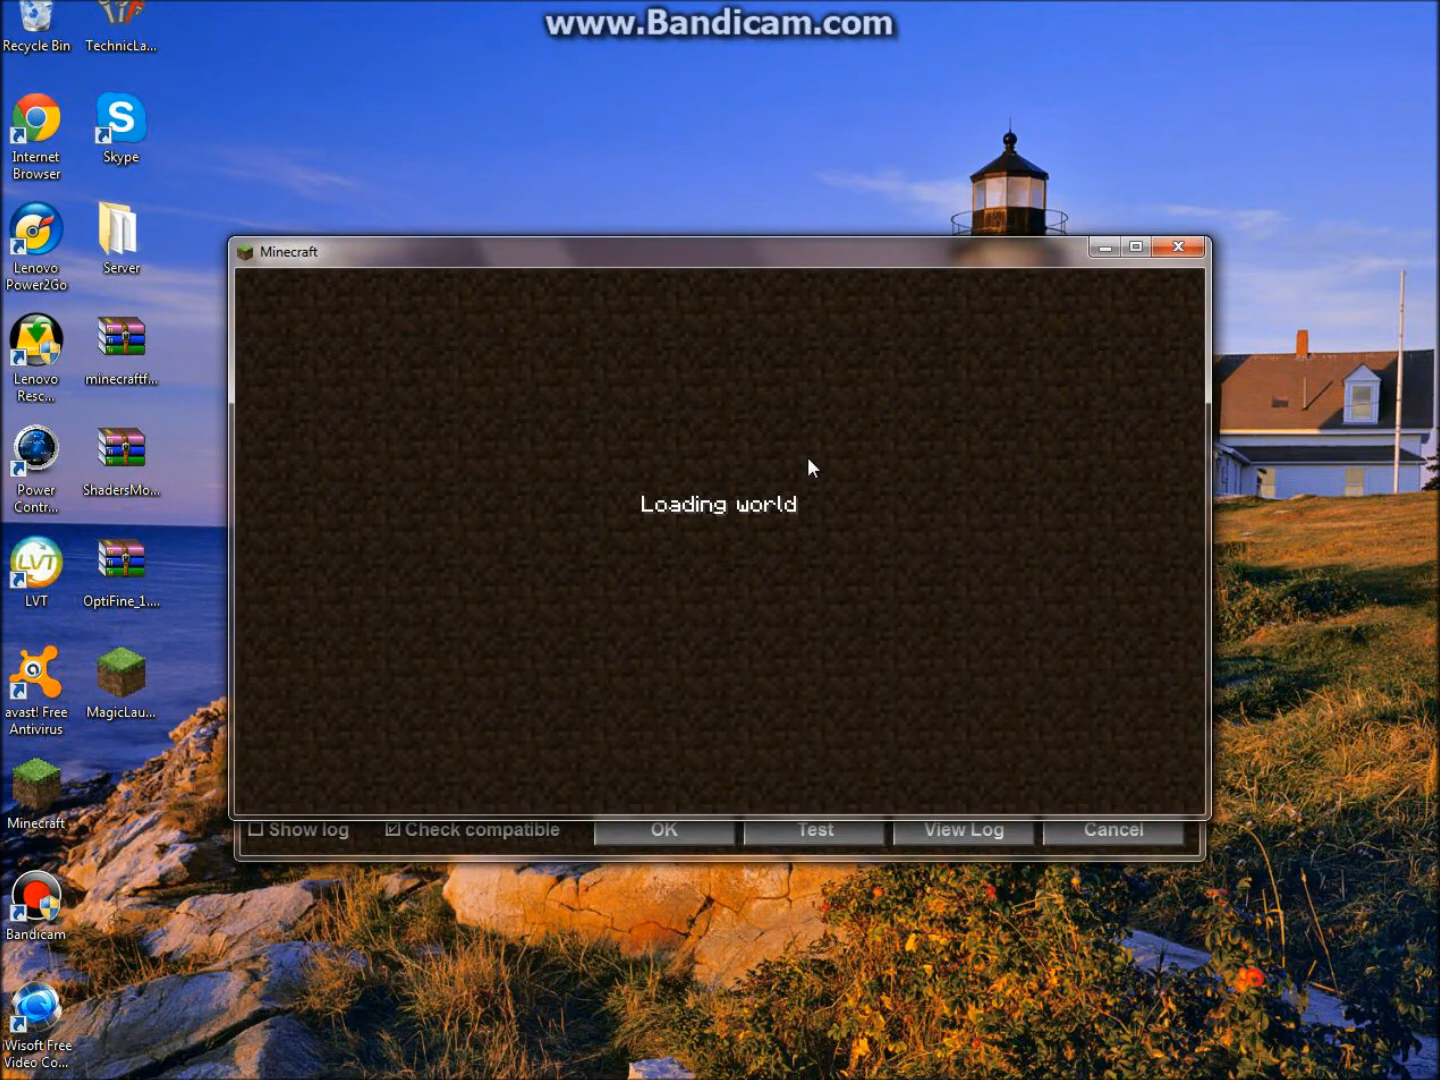 www.Bandicam.com
Recycle Bin
TechnicLa...
Internet
Browser
Skype
Lenovo
Power2Go
Server
Lenovo
Resc...
minecraftf...
Power
Contr...
ShadersMo...
LVT
LVT
OptiFine_1....
avast! Free
Antivirus
MagicLau...
Minecraft
Bandicam
Wisoft Free
Video Co...
Minecraft
Loading world
Show log
Check compatible
OK
Test
View Log
Cancel